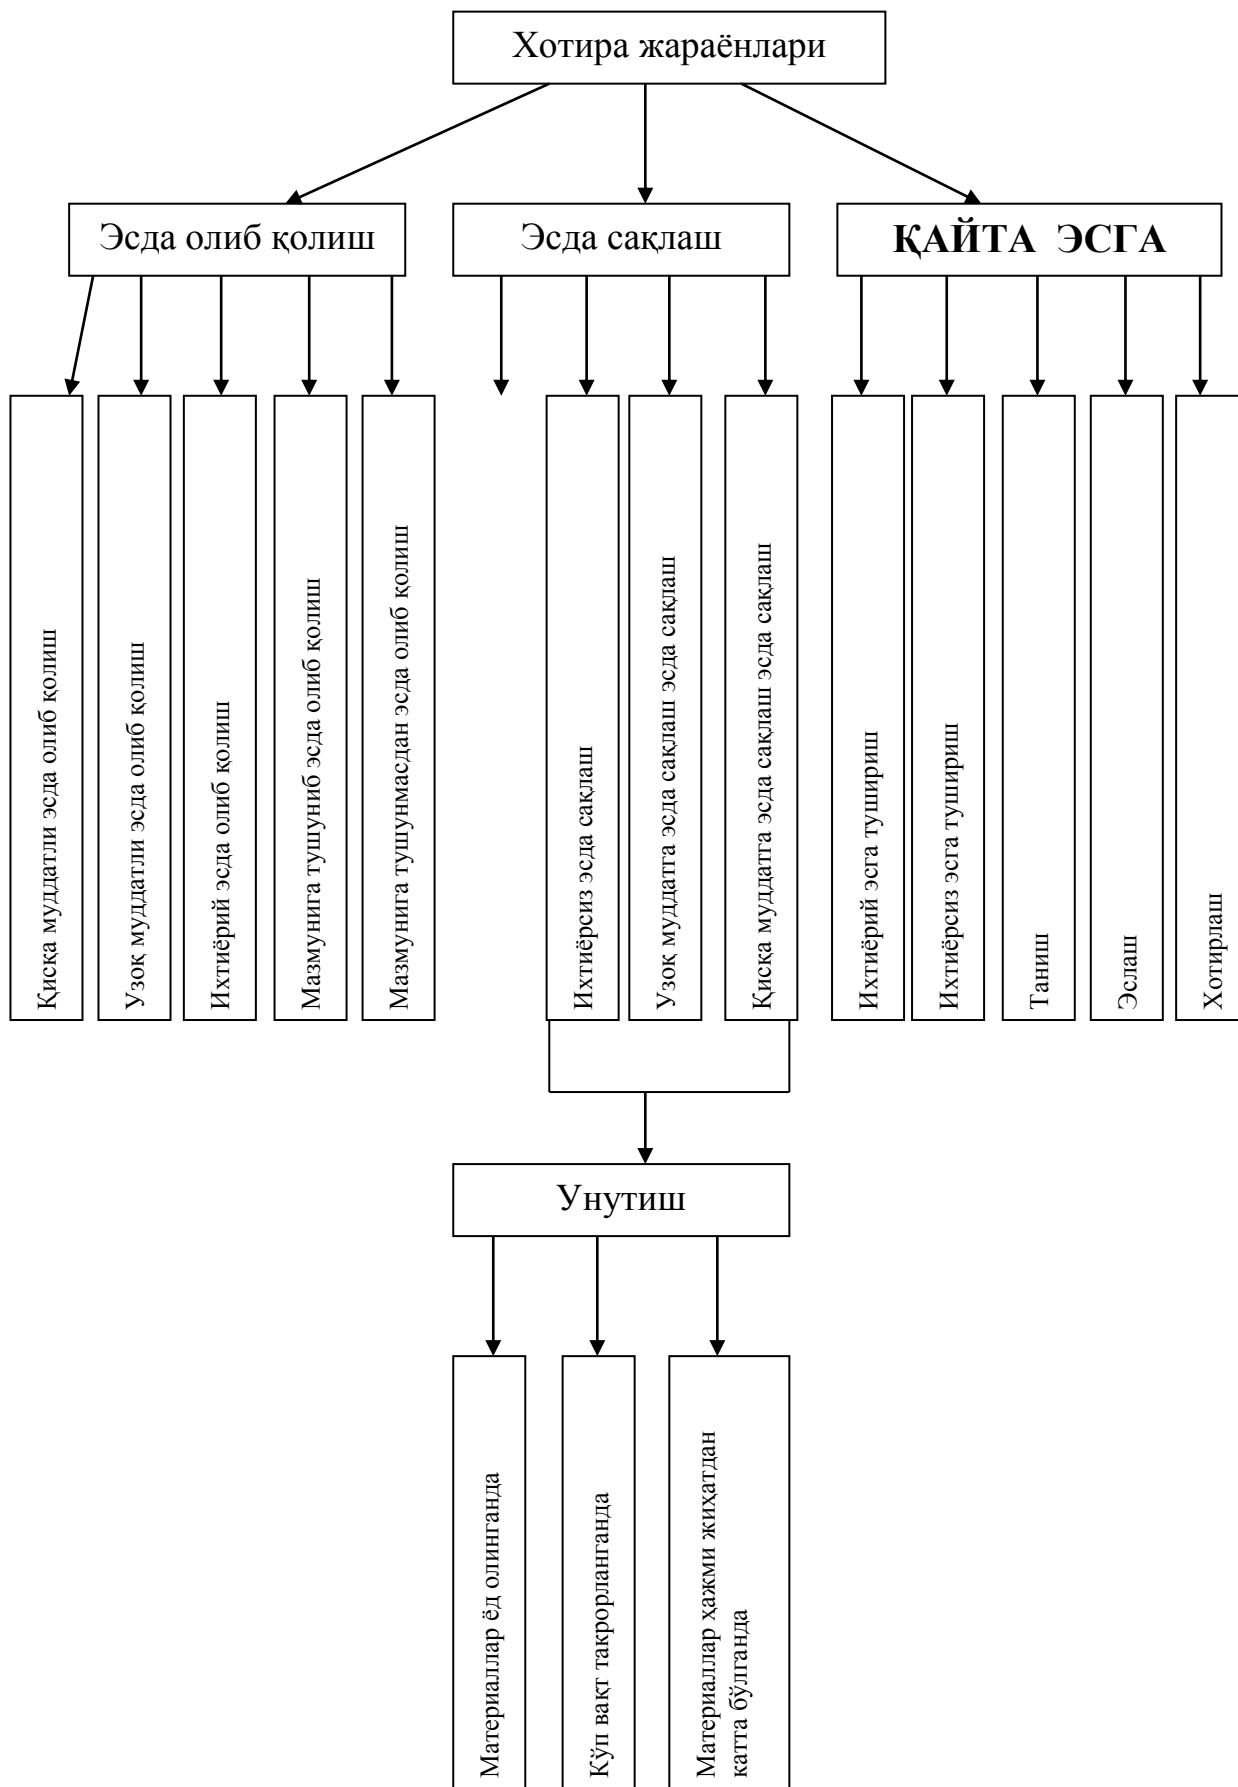 Хотира жараёнлари
Эсда олиб қолиш
Эсда сақлаш
ҚАЙТА ЭСГА
Қисқа муддатли эсда олиб қолиш
Узоқ муддатли эсда олиб қолиш
Ихтиёрий эсда олиб қолиш
Мазмунига тушуниб эсда олиб қолиш
Мазмунига тушунмасдан эсда олиб қолиш
Ихтиёрсиз эсда сақлаш
Узоқ муддатга эсда сақлаш эсда сақлаш
Қисқа муддатга эсда сақлаш эсда сақлаш
Ихтиёрий эсга тушириш
Ихтиёрсиз эсга тушириш
Таниш
Эслаш
Хотирлаш
Унутиш
Материаллар ёд олинганда
Кўп вақт такрорланганда
Материаллар ҳажми жиҳатдан
катта бўлганда